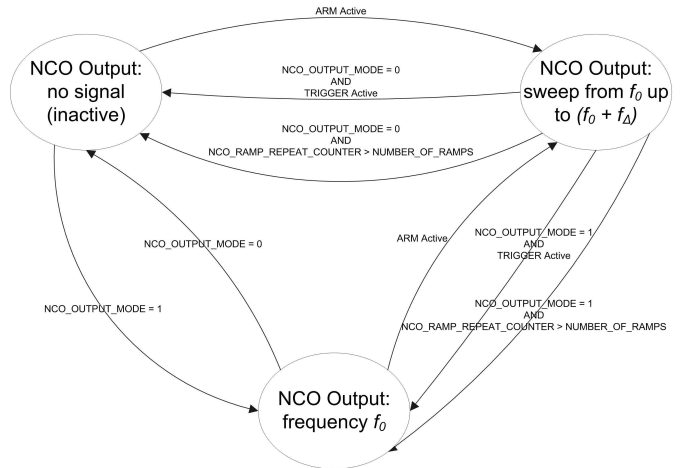 ARM Active
NCO Output:
no signal
(inactive)
NCO_OUTPUT_MODE = 0
AND
TRIGGER Active
NCO Output:
sweep from f0 up
to (f0 + fΔ)
NCO_OUTPUT_MODE = 0
AND
NCO_RAMP_REPEAT_COUNTER > NUMBER_OF_RAMPS
NCO_OUTPUT_MODE = 0
ARM Active
NCO_OUTPUT_MODE = 1
AND
TRIGGER Active
NCO_OUTPUT_MODE = 1
NCO_OUTPUT_MODE = 1
AND
NCO_RAMP_REPEAT_COUNTER > NUMBER_OF_RAMPS
NCO Output:
frequency f0